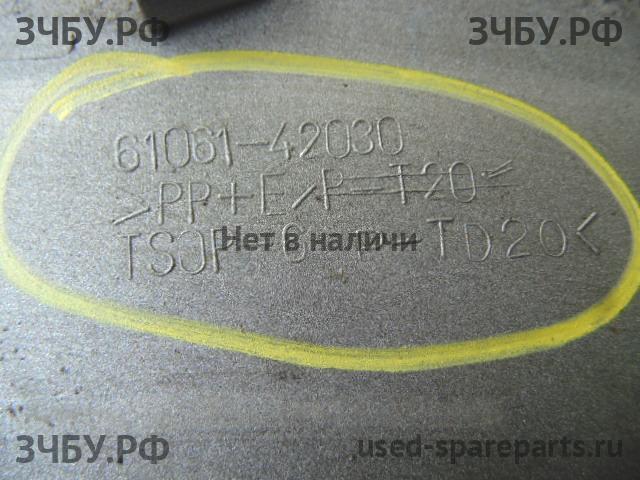 ЗЧБУ.РФ ЗЧБУ.РФ
61061-42030
>PP+E/P-T20<
TSOP TD20<
Нет в наличи
ЗЧБУ.РФ used-spareparts.ru